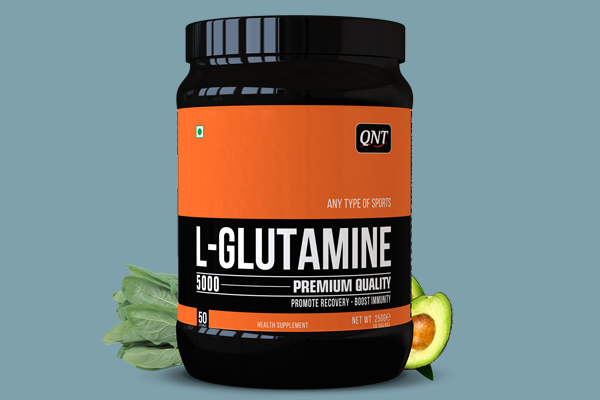 QNT
ANY TYPE OF SPORTS
L-GLUTAMINE
5000 PREMIUM QUALITY
PROMOTE RECOVERY - BOOST IMMUNITY
50
HEALTH SUPPLEMENT
NET WT. 250g℮